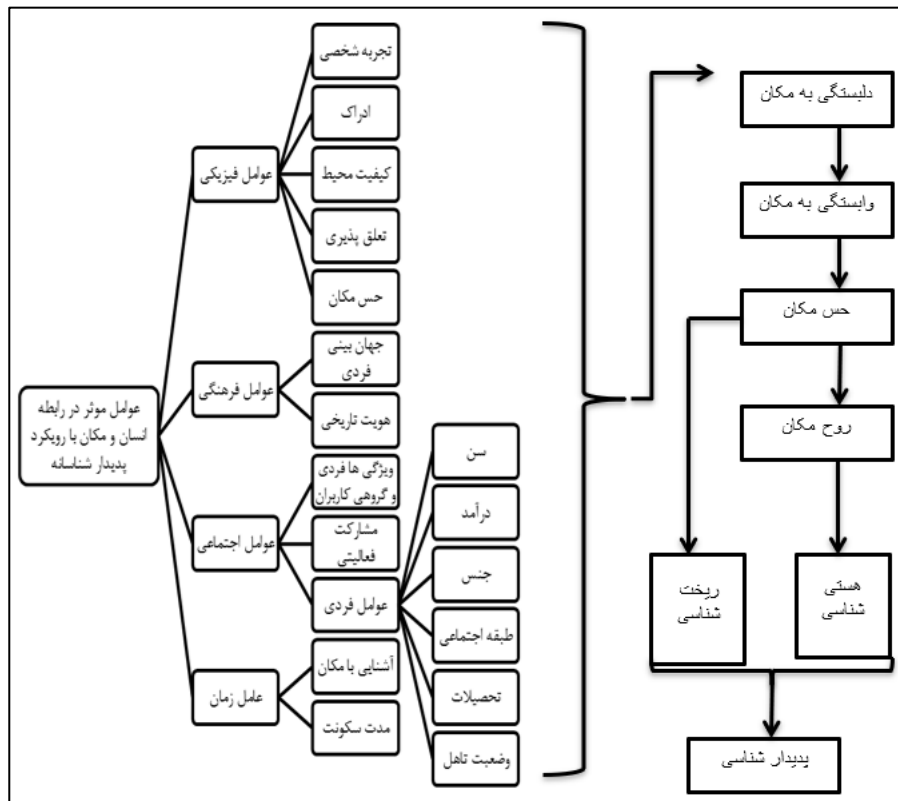 عوامل موثر در رابطه
انسان و مکان با رویکرد
پدیدار شناسانه
عوامل فیزیکی
تجربه شخصی
ادراک
کیفیت محیط
تعلق پذیری
حس مکان
عوامل فرهنگی
جهان بینی
فردی
هویت تاریخی
عوامل اجتماعی
ویژگی ها فردی
و گروهی کاربران
مشارکت
فعالیتی
عوامل فردی
سن
درآمد
جنس
طبقه اجتماعی
تحصیلات
وضعیت تاهل
عامل زمان
آشنایی با مکان
مدت سکونت
دلبستگی به مکان
وابستگی به مکان
حس مکان
روح مکان
ریخت
شناسی
هستی
شناسی
پدیدار شناسی